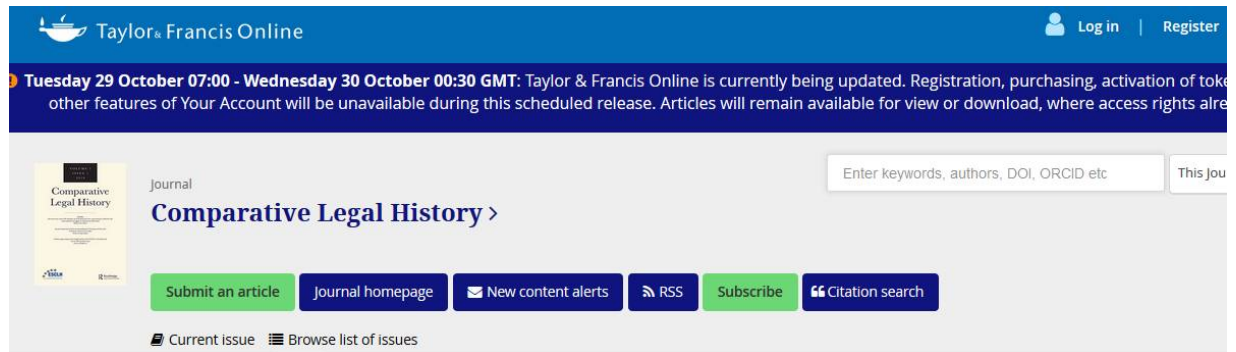 Taylor & Francis Online
Log in | Register
Tuesday 29 October 07:00 - Wednesday 30 October 00:30 GMT: Taylor & Francis Online is currently being updated. Registration, purchasing, activation of toke
other features of Your Account will be unavailable during this scheduled release. Articles will remain available for view or download, where access rights alre
Enter keywords, authors, DOI, ORCID etc
This Jou
Comparative
Legal History
Journal
Comparative Legal History >
Submit an article
Journal homepage
New content alerts
RSS
Subscribe
Citation search
Current issue
Browse list of issues